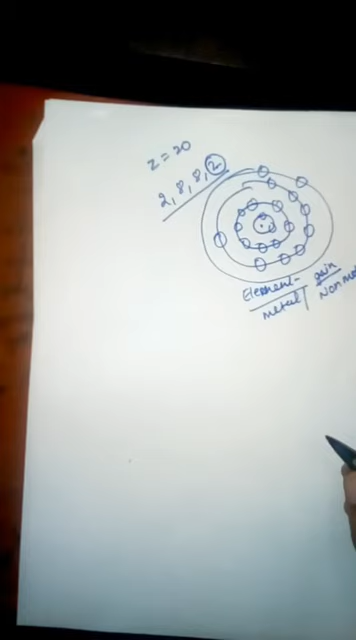 z = 20
2, 8, 8, 2
Element- gain
metal / Non